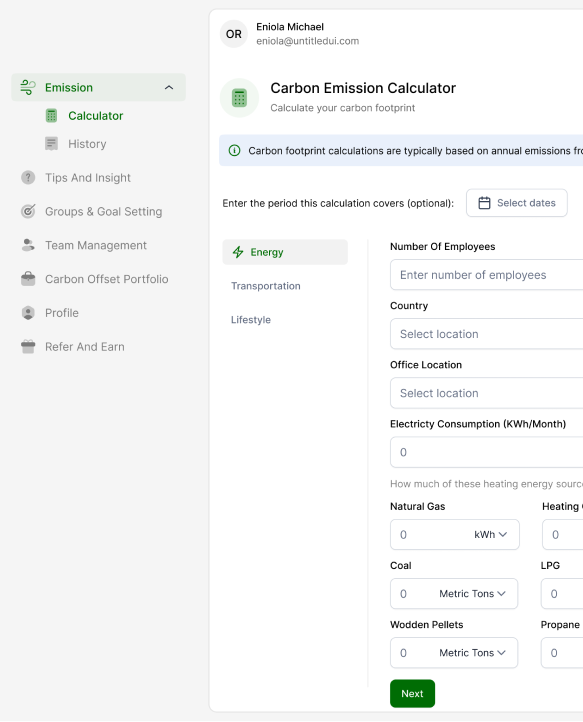 OR
Eniola Michael
eniola@untitledui.com
Emission
Calculator
History
Tips And Insight
Groups & Goal Setting
Team Management
Carbon Offset Portfolio
Profile
Refer And Earn
Carbon Emission Calculator
Calculate your carbon footprint
Carbon footprint calculations are typically based on annual emissions
Enter the period this calculation covers (optional):
Select dates
Energy
Transportation
Lifestyle
Number Of Employees
Enter number of employees
Country
Select location
Office Location
Select location
Electricty Consumption (KWh/Month)
0
How much of these heating energy
Natural Gas
Heating
0 kWh
0
Coal
LPG
0 Metric Tons
0
Wodden Pellets
Propane
0 Metric Tons
0
Next